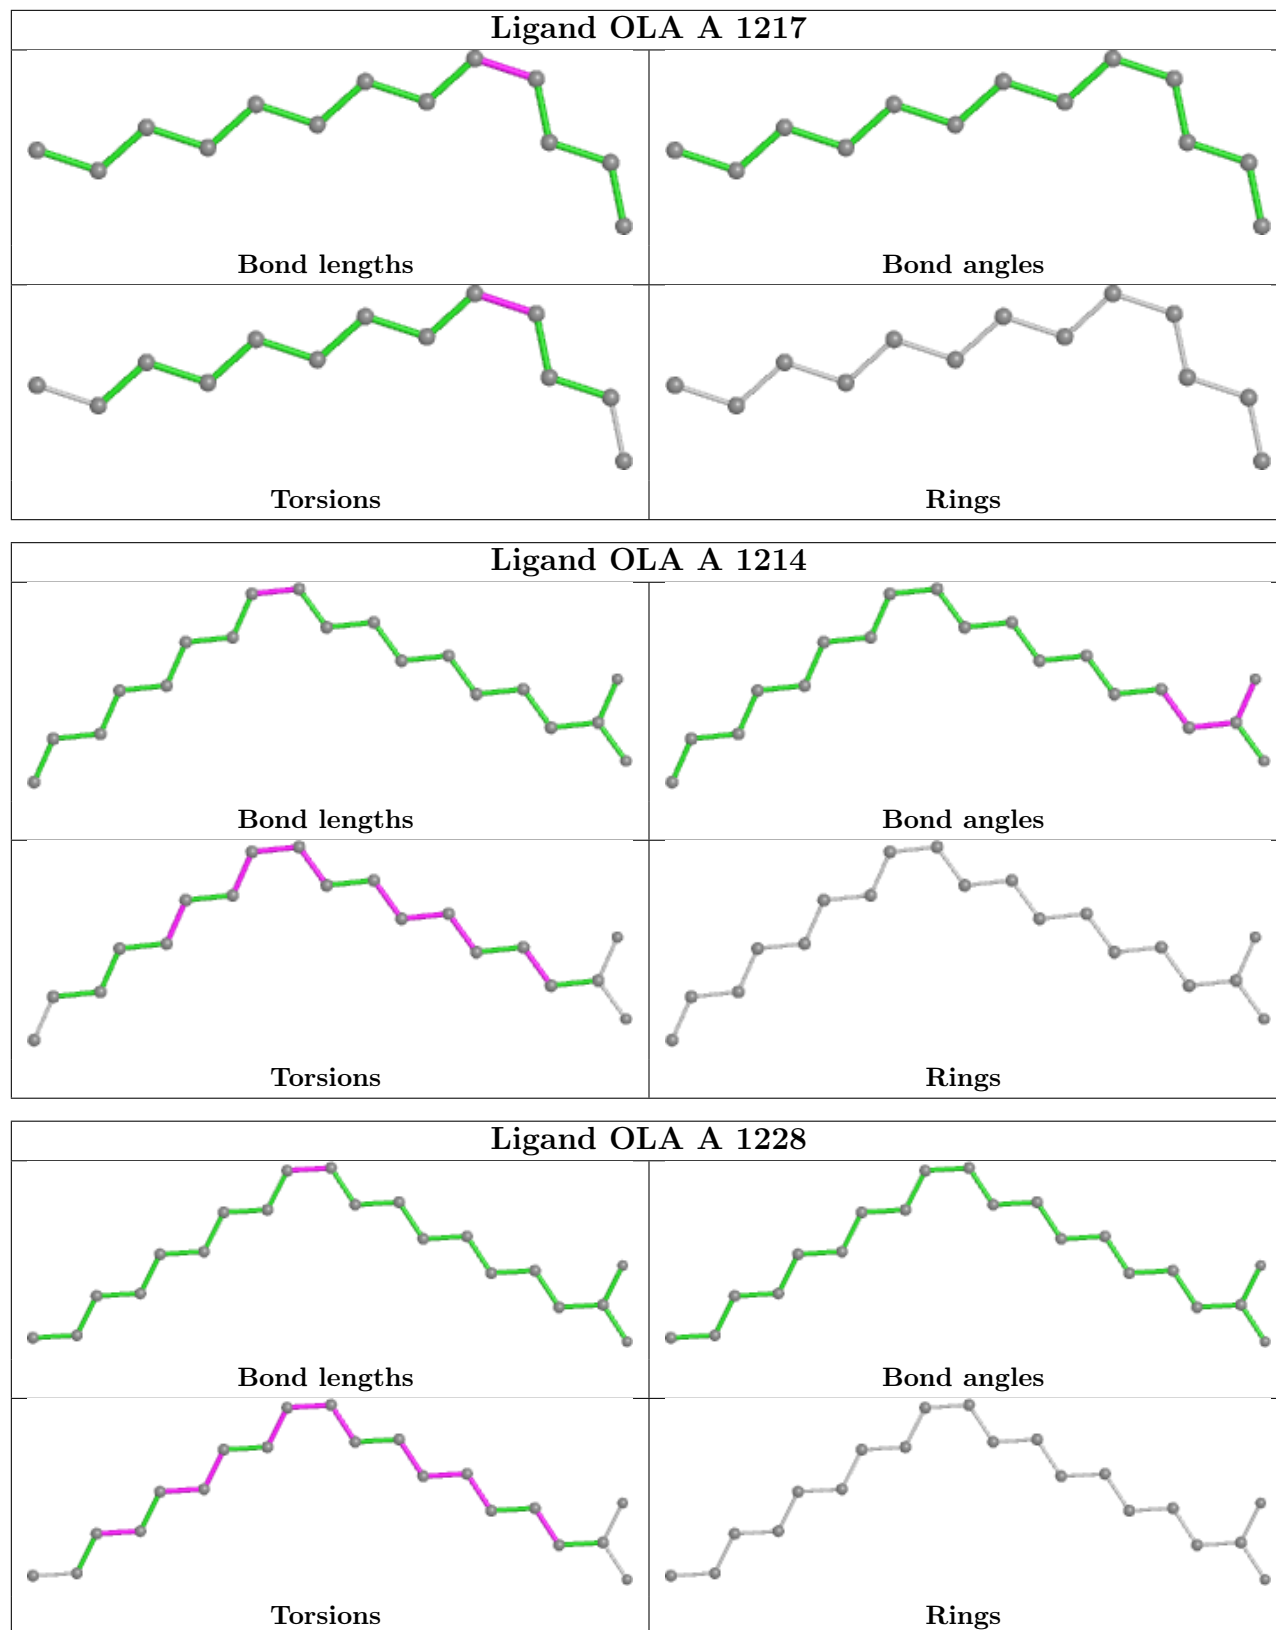 Ligand OLA A 1217
Bond lengths
Bond angles
Torsions
Rings
Ligand OLA A 1214
Bond lengths
Bond angles
Torsions
Rings
Ligand OLA A 1228
Bond lengths
Bond angles
Torsions
Rings